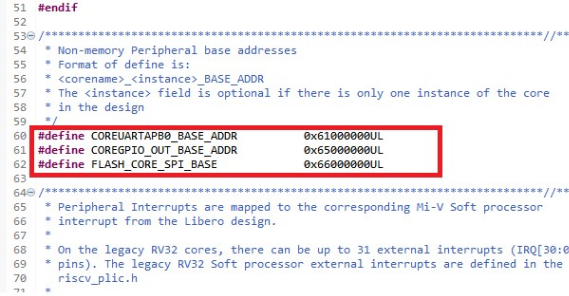 51 #endif
52
53 /*****************************************************************************//**
54 * Non-memory Peripheral base addresses
55 * Format of define is:
56 * <corename>_<instance>_BASE_ADDR
57 * The <instance> field is optional if there is only one instance of the core
58 * in the design
59 */
60 #define COREUARTAPB0_BASE_ADDR 0x61000000UL
61 #define COREGPIO_OUT_BASE_ADDR 0x65000000UL
62 #define FLASH_CORE_SPI_BASE 0x66000000UL
63
64 /*****************************************************************************//**
65 * Peripheral Interrupts are mapped to the corresponding Mi-V Soft processor
66 * interrupt from the Libero design.
67 *
68 * On the legacy RV32 cores, there can be up to 31 external interrupts (IRQ[30:0
69 * pins). The legacy RV32 Soft processor external interrupts are defined in the
70 riscv_plic.h
71 *